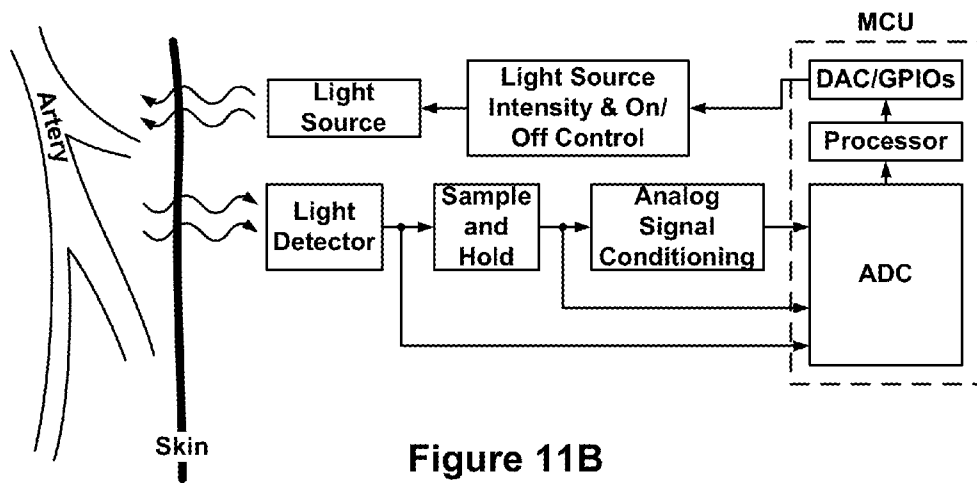 MCU
Artery
Light
Source
Light Source
Intensity & On/
Off Control
DAC/GPIOs
Processor
Light
Detector
Sample
and
Hold
Analog
Signal
Conditioning
ADC
Skin
Figure 11B